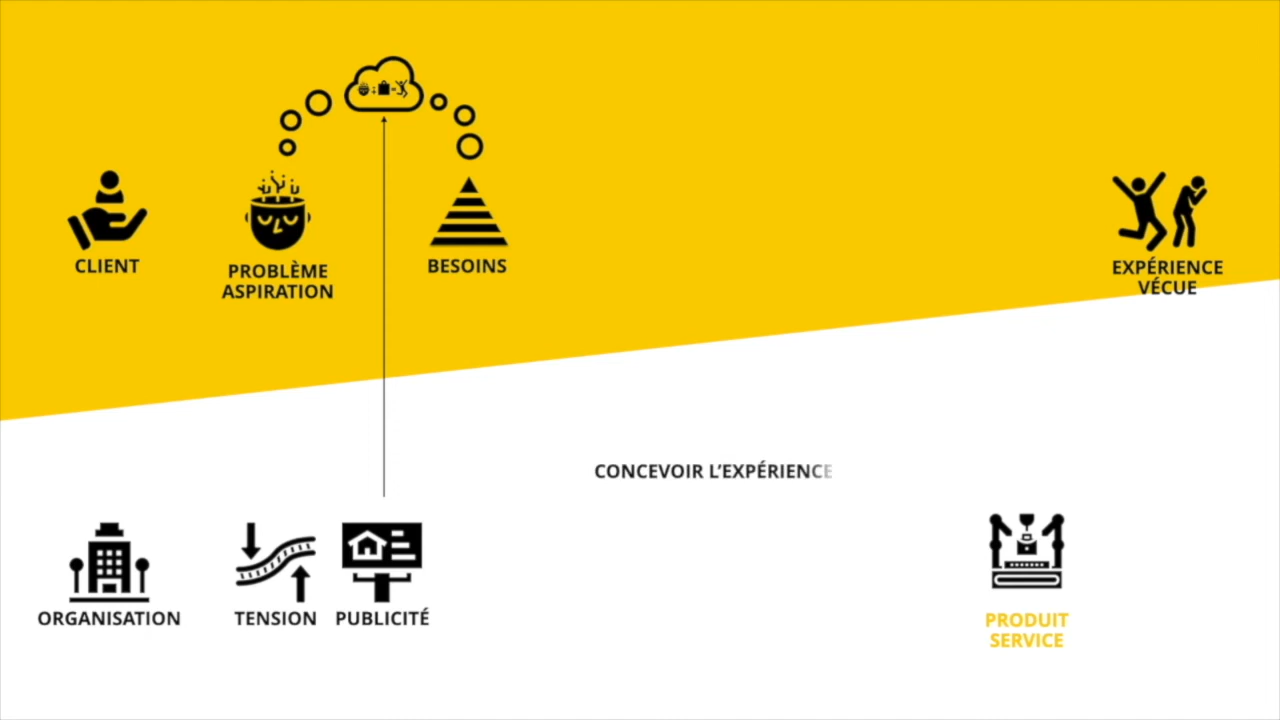 CLIENT
PROBLÈME
ASPIRATION
BESOINS
EXPÉRIENCE
VÉCUE
CONCEVOIR L’EXPÉRIENCE
ORGANISATION
TENSION
PUBLICITÉ
PRODUIT
SERVICE